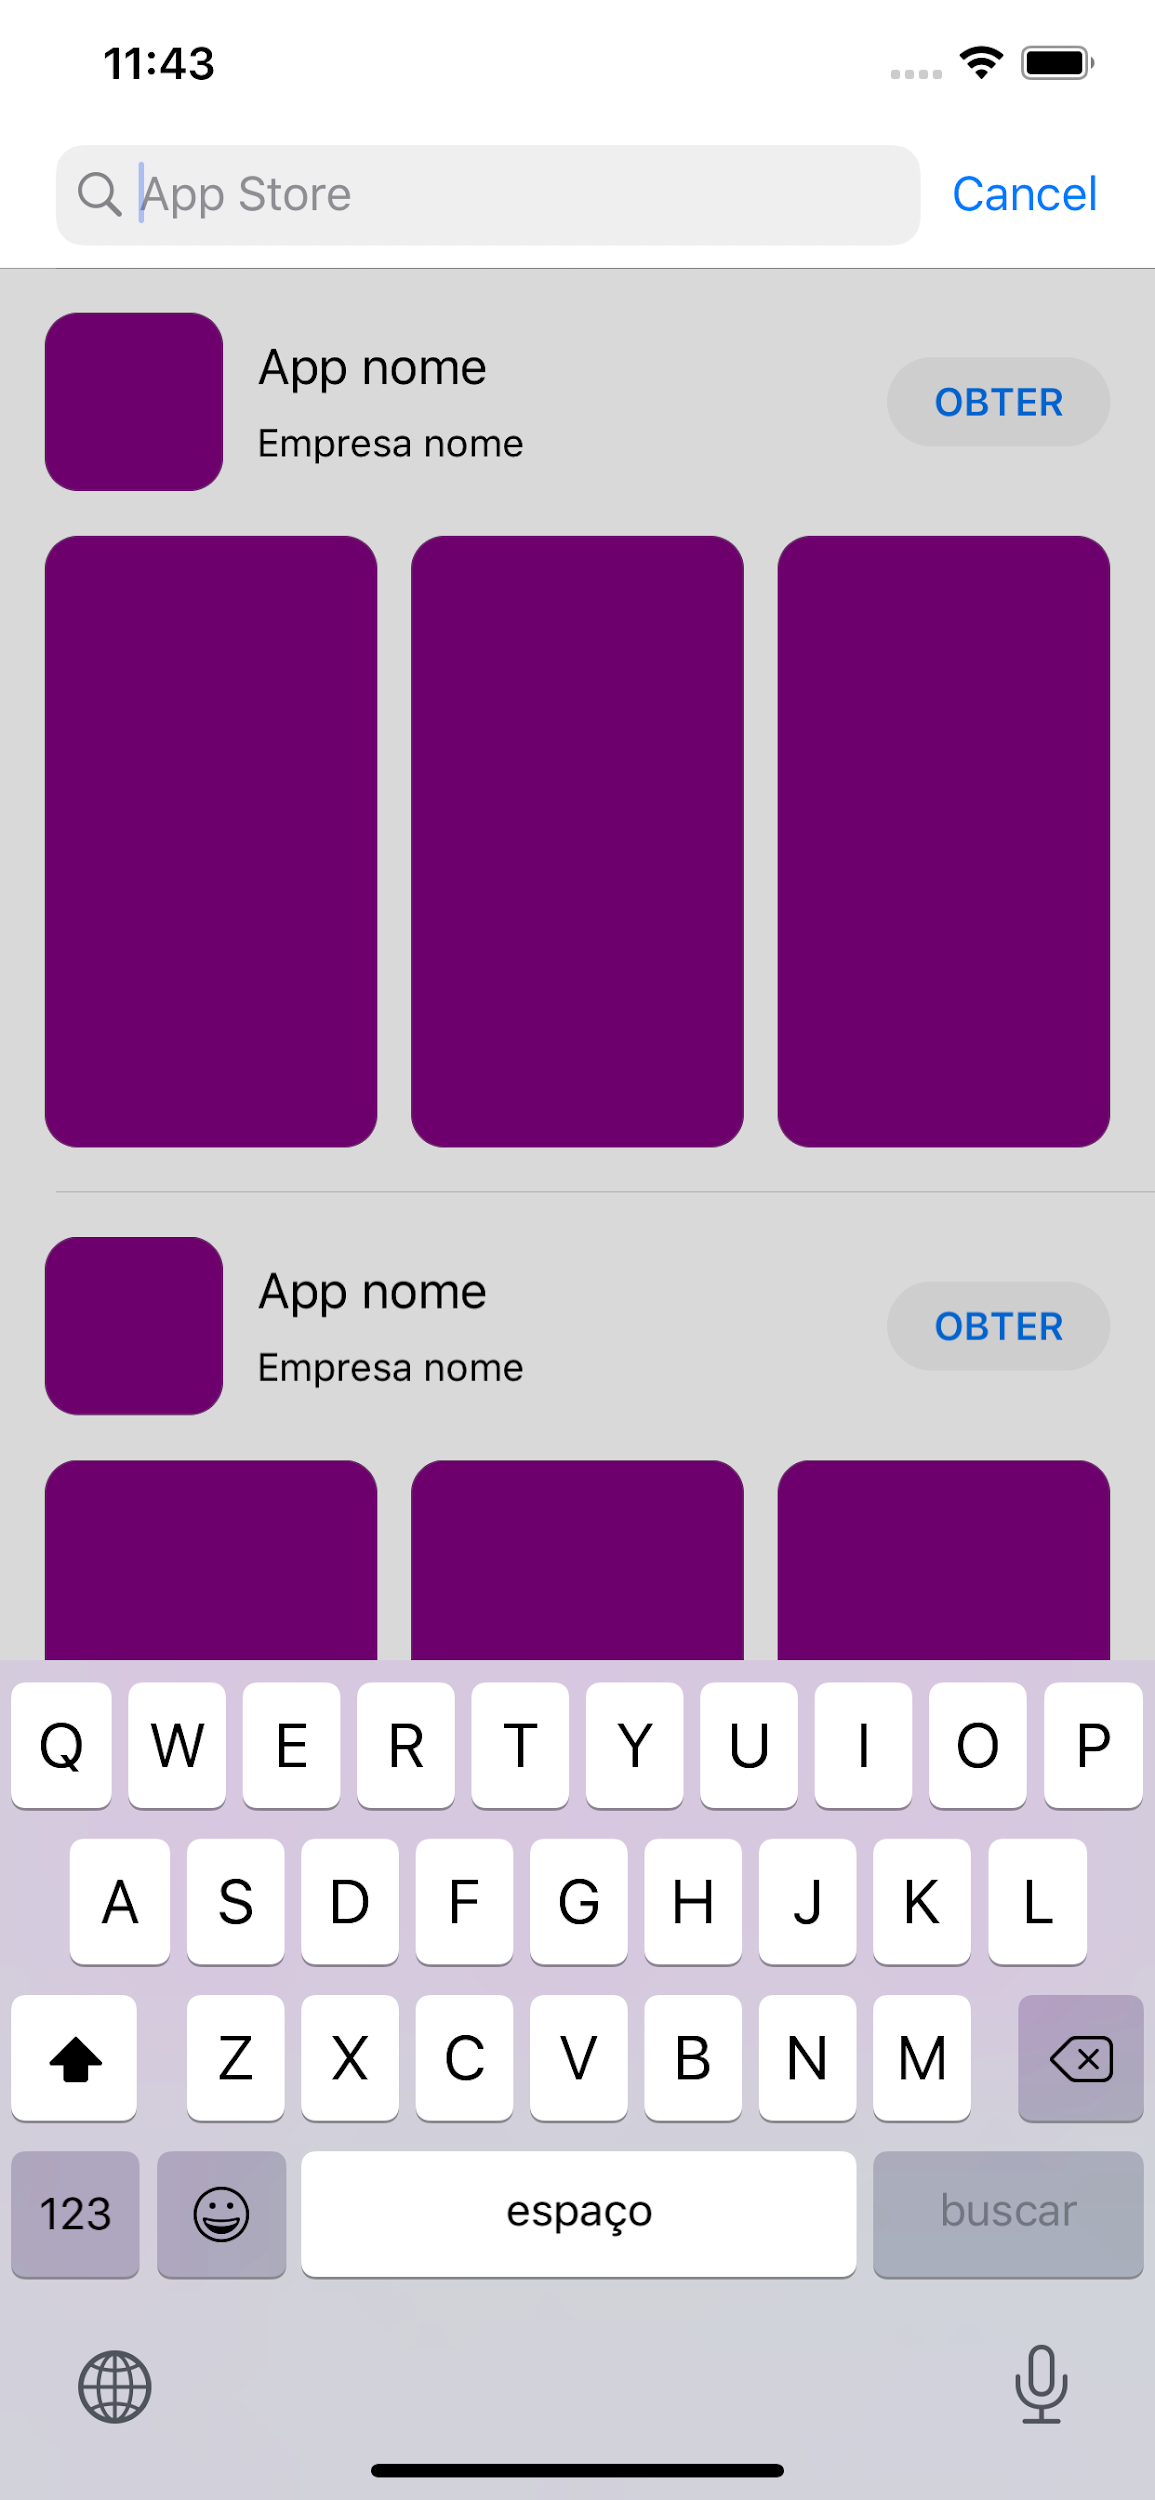 11:43
App Store
Cancel
App nome
Empresa nome
OBTER
App nome
Empresa nome
OBTER
Q W E R T Y U I O P
A S D F G H J K L
Z X C V B N M
123 espaço buscar